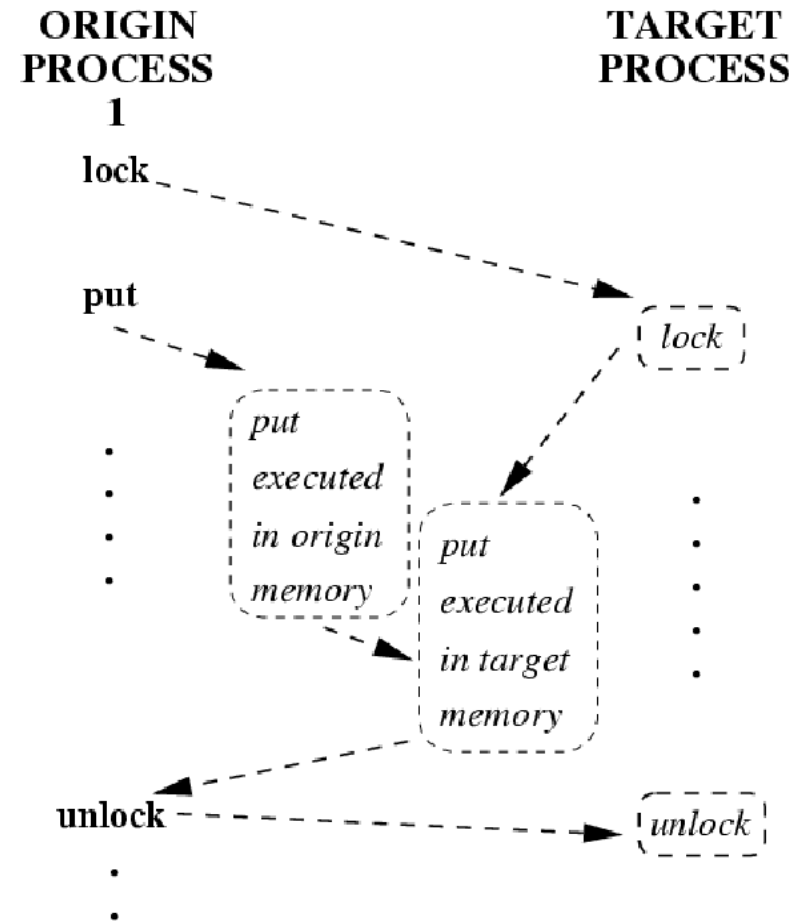 ORIGIN
PROCESS
1
TARGET
PROCESS
lock
put
lock
put
executed
in origin
memory
put
executed
in target
memory
unlock
unlock